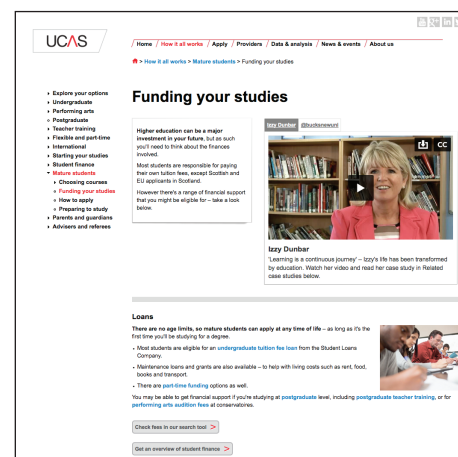 UCAS
/ Home / How it all works / Apply / Providers / Data & analysis / News & events / About us
> How it all works > Mature students > Funding your studies
Explore your options
Undergraduate
Performing arts
Postgraduate
Teacher training
Flexible and part-time
International
Starting your studies
Student finance
Mature students
Choosing courses
Funding your studies
How to apply
Preparing to study
Parents and guardians
Advisers and referees
Funding your studies
Higher education can be a major
investment in your future, but as such
you'll need to think about the finances
involved.
Most students are responsible for paying
their own tuition fees, except Scottish and
EU applicants in Scotland.
However there's a range of financial support
that you might be eligible for – take a look
below.
Izzy Dunbar @bucksnewuni
CC
Izzy Dunbar
'Learning is a continuous journey' – Izzy's life has been transformed
by education. Watch her video and read her case study in Related
case studies below.
Loans
There are no age limits, so mature students can apply at any time of life – as long as it's the
first time you'll be studying for a degree.
• Most students are eligible for an undergraduate tuition fee loan from the Student Loans
Company.
• Maintenance loans and grants are also available – to help with living costs such as rent, food,
books and transport.
• There are part-time funding options as well.
You may be able to get financial support if you're studying at postgraduate level, including postgraduate teacher training, or for
performing arts audition fees at conservatoires.
Check fees in our search tool >
Get an overview of student finance >